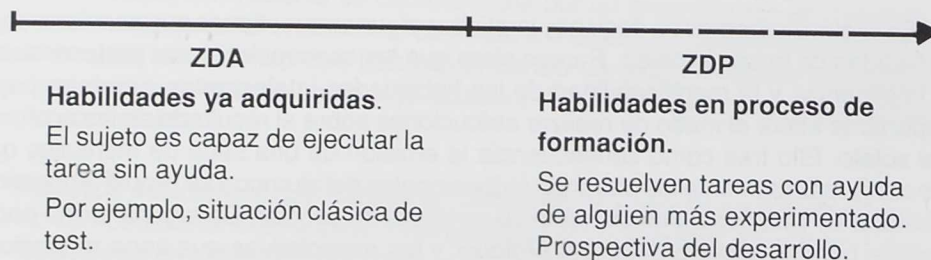 ZDA
Habilidades ya adquiridas.
El sujeto es capaz de ejecutar la
tarea sin ayuda.
Por ejemplo, situación clásica de
test.
ZDP
Habilidades en proceso de
formación.
Se resuelven tareas con ayuda
de alguien más experimentado.
Prospectiva del desarrollo.